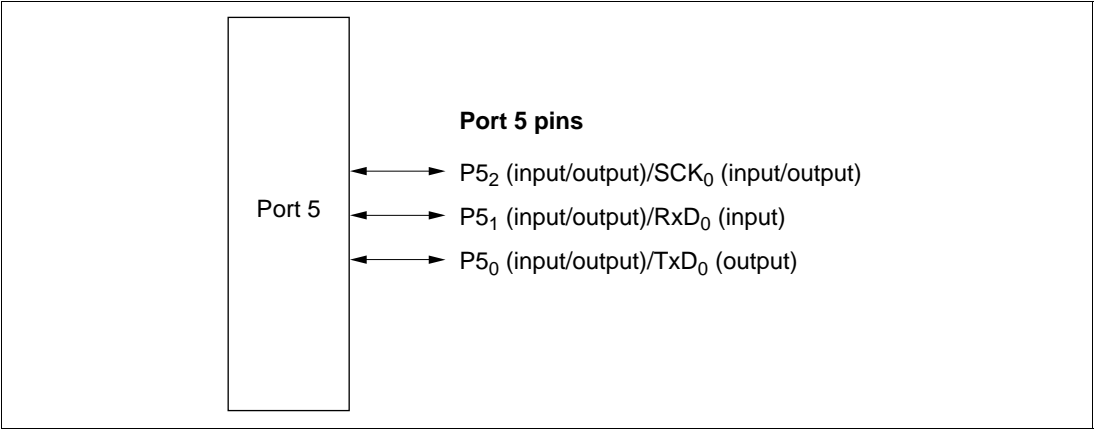 Port 5 pins
P5₂ (input/output)/SCK₀ (input/output)
Port 5
P5₁ (input/output)/RxD₀ (input)
P5₀ (input/output)/TxD₀ (output)